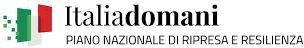 Italiadomani
PIANO NAZIONALE DI RIPRESA E RESILIENZA